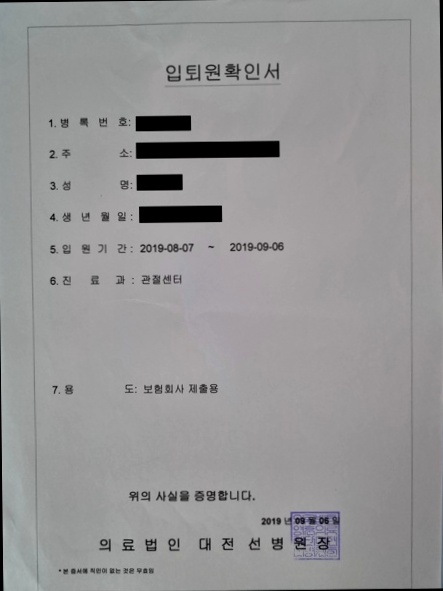 입퇴원확인서
1. 병 록 번 호:
2. 주 소:
3. 성 명:
4. 생 년 월 일 :
5. 입 원 기 간 : 2019-08-07 ~ 2019-09-06
6. 진 료 과 : 관절센터
7. 용 도: 보험회사 제출용
위의 사실을 증명합니다.
2019 년 09 월 06 일
의 료 법 인 대 전 선 병 원 장
* 본 증서에 직인이 없는 것은 무효임